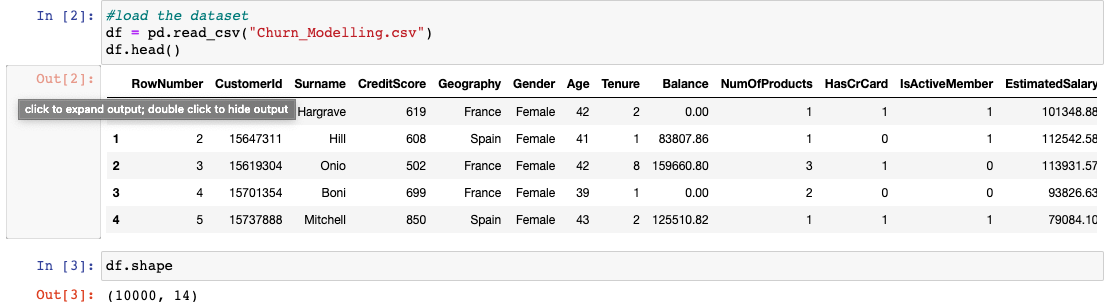 In [2]: #load the dataset
df = pd.read_csv("Churn_Modelling.csv")
df.head()
Out[2]:
RowNumber CustomerId Surname CreditScore Geography Gender Age Tenure Balance NumOfProducts HasCrCard IsActiveMember EstimatedSalary
click to expand output; double click to hide output Hargrave 619 France Female 42 2 0.00 1 1 1 101348.88
1 2 15647311 Hill 608 Spain Female 41 1 83807.86 1 0 1 112542.58
2 3 15619304 Onio 502 France Female 42 8 159660.80 3 1 0 113931.57
3 4 15701354 Boni 699 France Female 39 1 0.00 2 0 0 93826.63
4 5 15737888 Mitchell 850 Spain Female 43 2 125510.82 1 1 1 79084.10
In [3]: df.shape
Out[3]: (10000, 14)